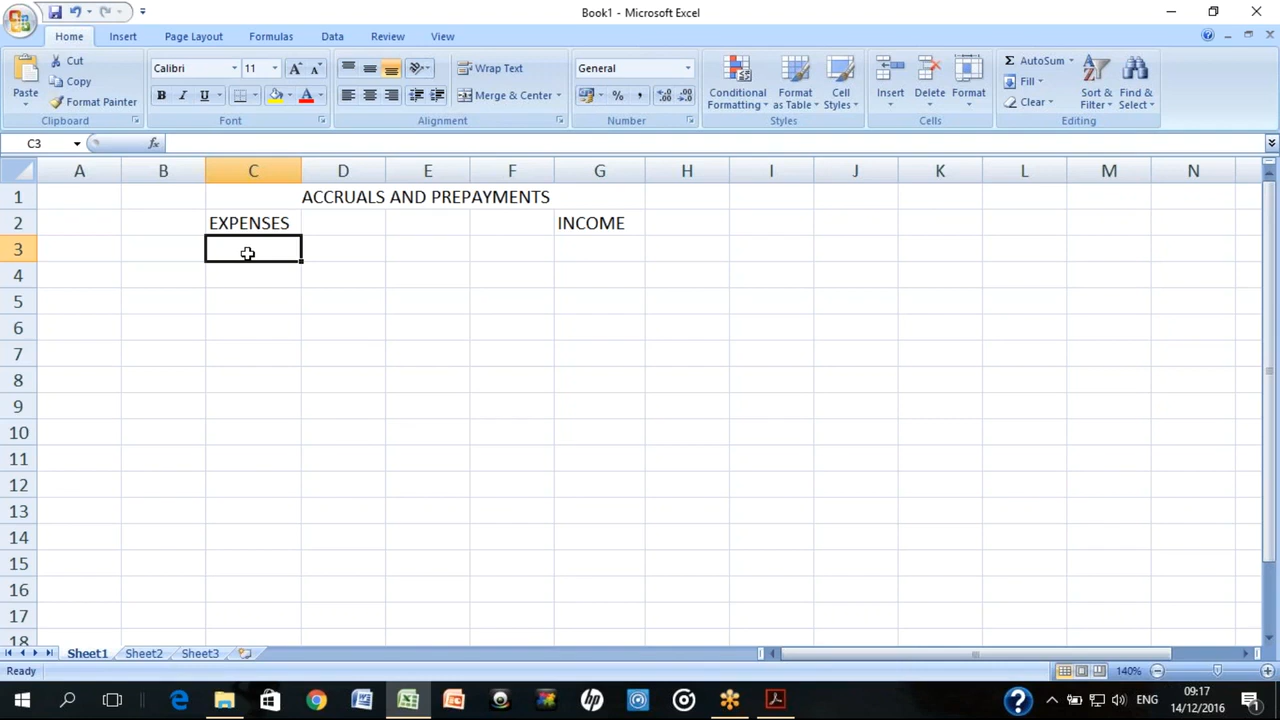 Book1 - Microsoft Excel
Home Insert Page Layout Formulas Data Review View
Paste
Cut
Copy
Format Painter
Clipboard
Calibri 11
B I U
Font
Wrap Text
Merge & Center
Alignment
General
% ,
Number
Conditional Formatting
Format as Table
Cell Styles
Styles
Insert Delete Format
Cells
Σ AutoSum
Fill
Clear
Sort & Filter
Find & Select
Editing
C3 fx
A B C D E F G H I J K L M N
1 ACCRUALS AND PREPAYMENTS
2 EXPENSES INCOME
3
4
5
6
7
8
9
10
11
12
13
14
15
16
17
18
Sheet1 Sheet2 Sheet3
Ready 140%
ENG
09:17
14/12/2016